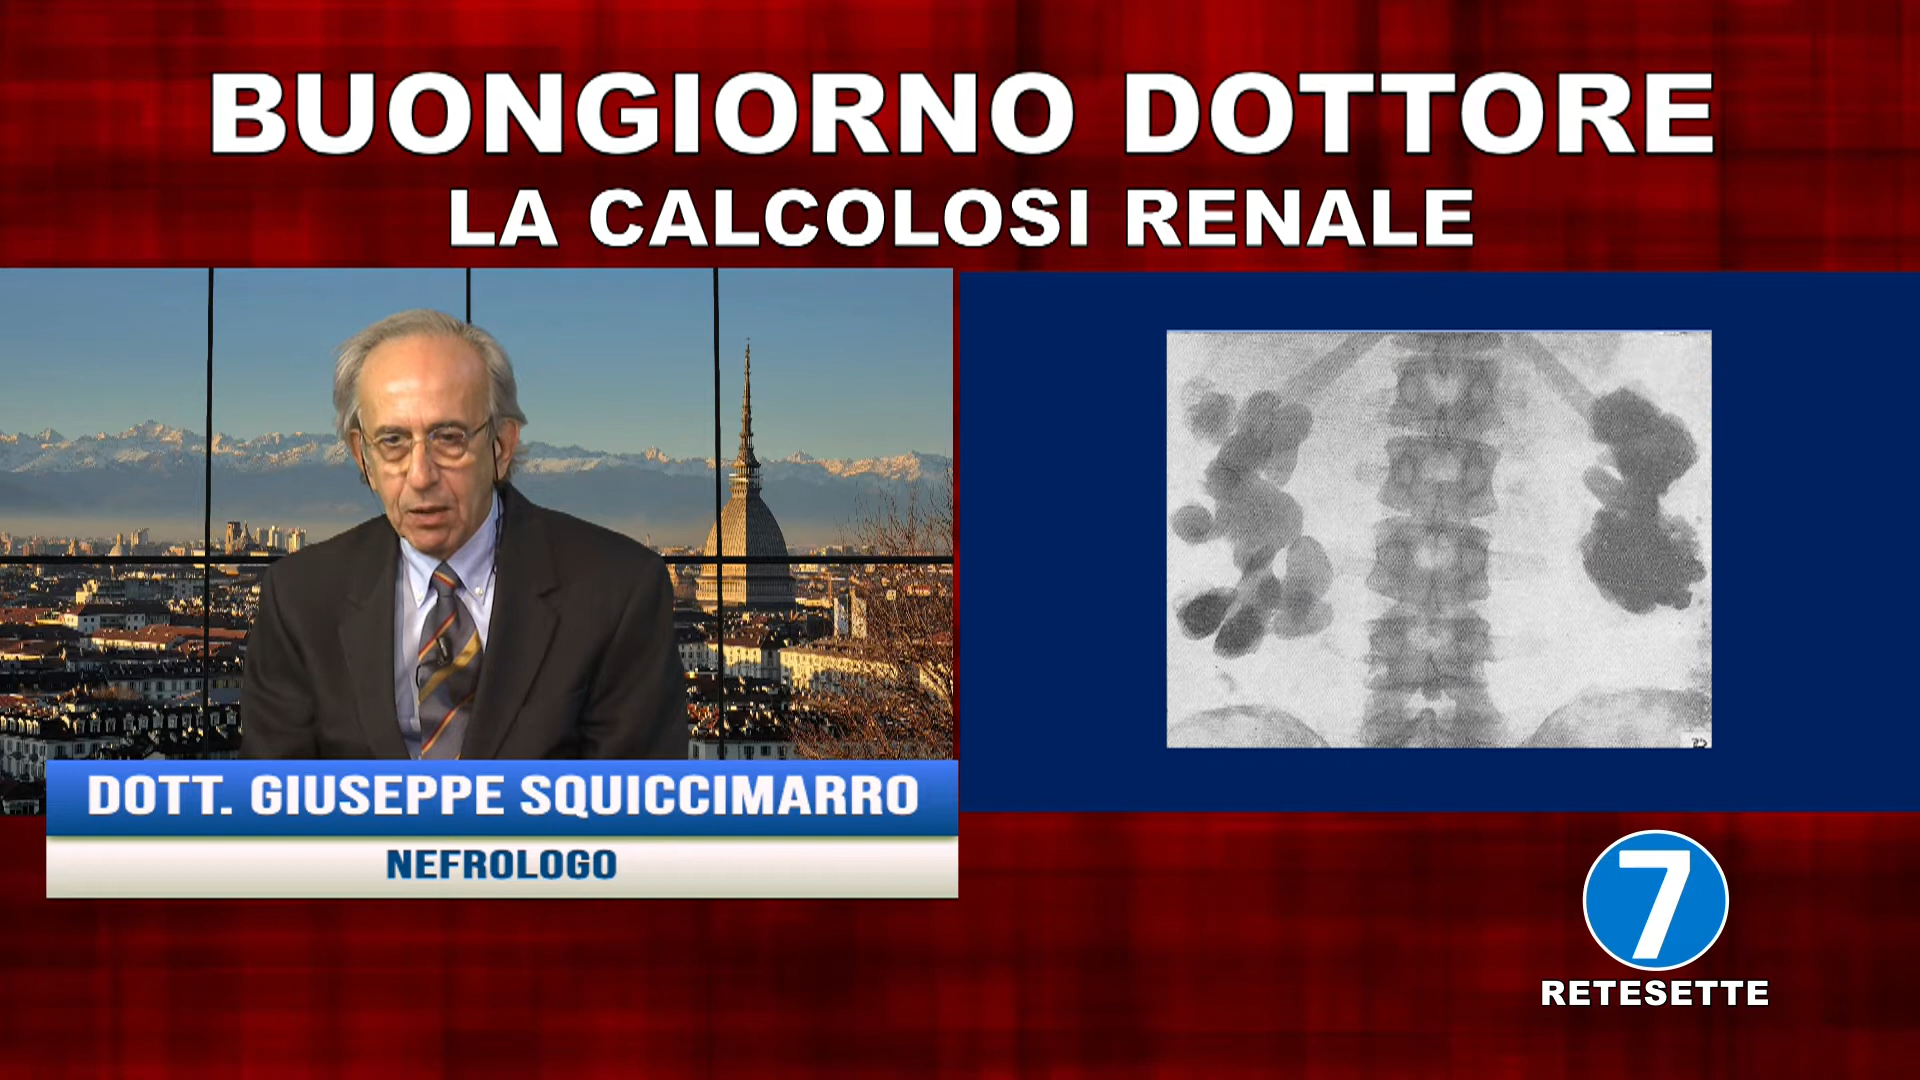 BUONGIORNO DOTTORE
LA CALCOLOSI RENALE
DOTT. GIUSEPPE SQUICCIMARRO
NEFROLOGO
7
RETESETTE